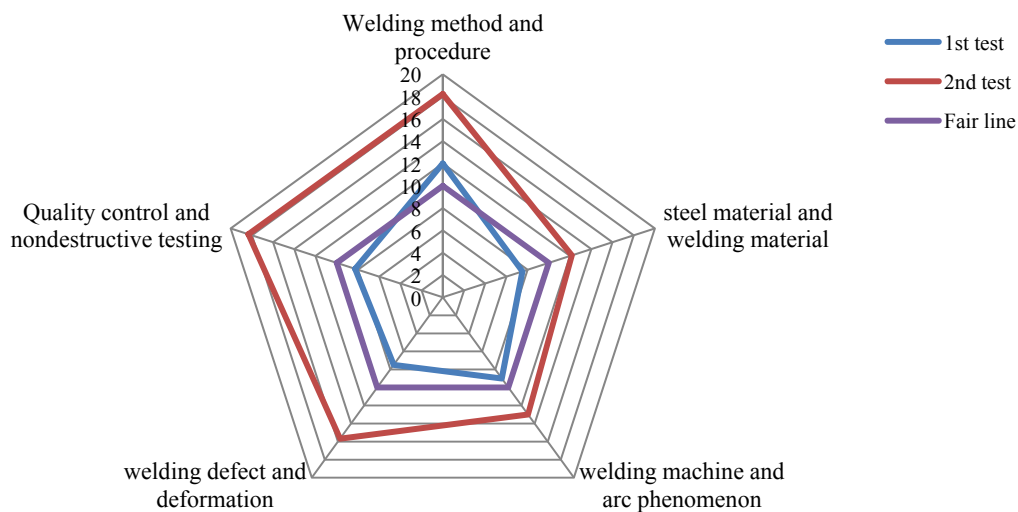 Welding method and
procedure
1st test
2nd test
Fair line
20
18
16
14
12
10
8
6
4
2
0
Quality control and
nondestructive testing
steel material and
welding material
welding defect and
deformation
welding machine and
arc phenomenon